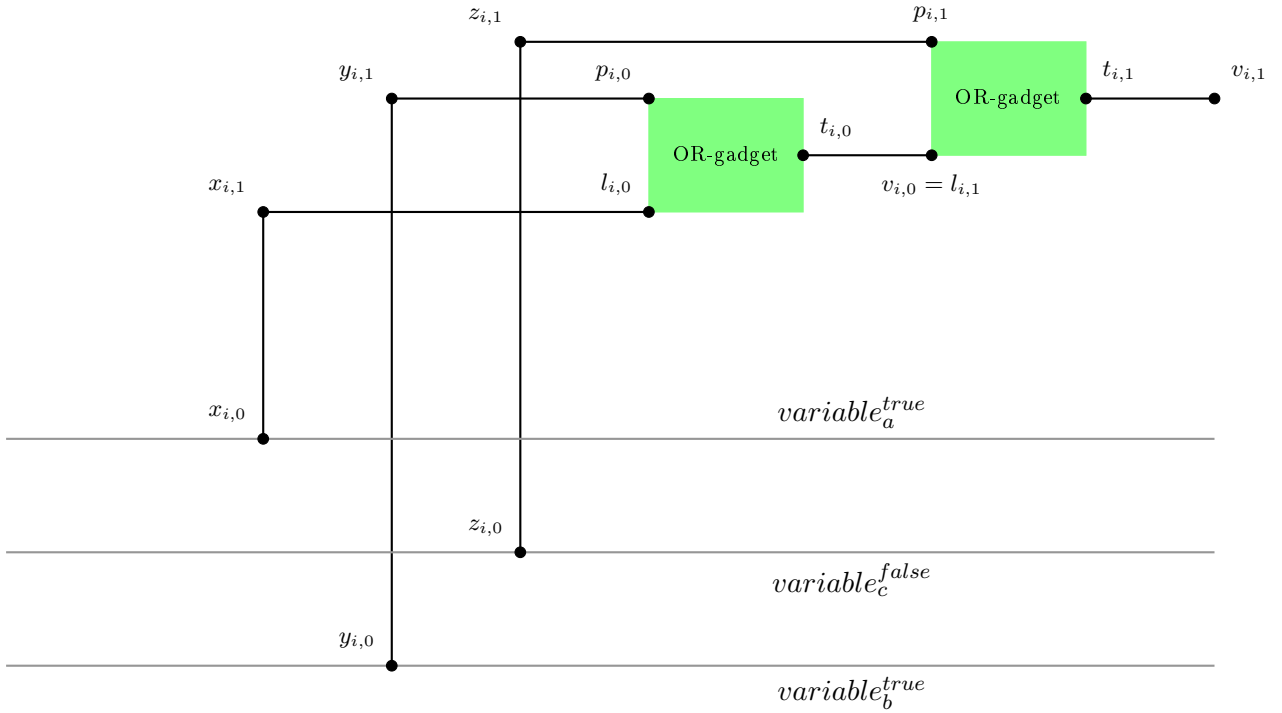 z_{i,1}
p_{i,1}
y_{i,1}
p_{i,0}
t_{i,1}
v_{i,1}
OR-gadget
t_{i,0}
OR-gadget
x_{i,1}
l_{i,0}
v_{i,0} = l_{i,1}
x_{i,0}
variable_a^{true}
z_{i,0}
variable_c^{false}
y_{i,0}
variable_b^{true}